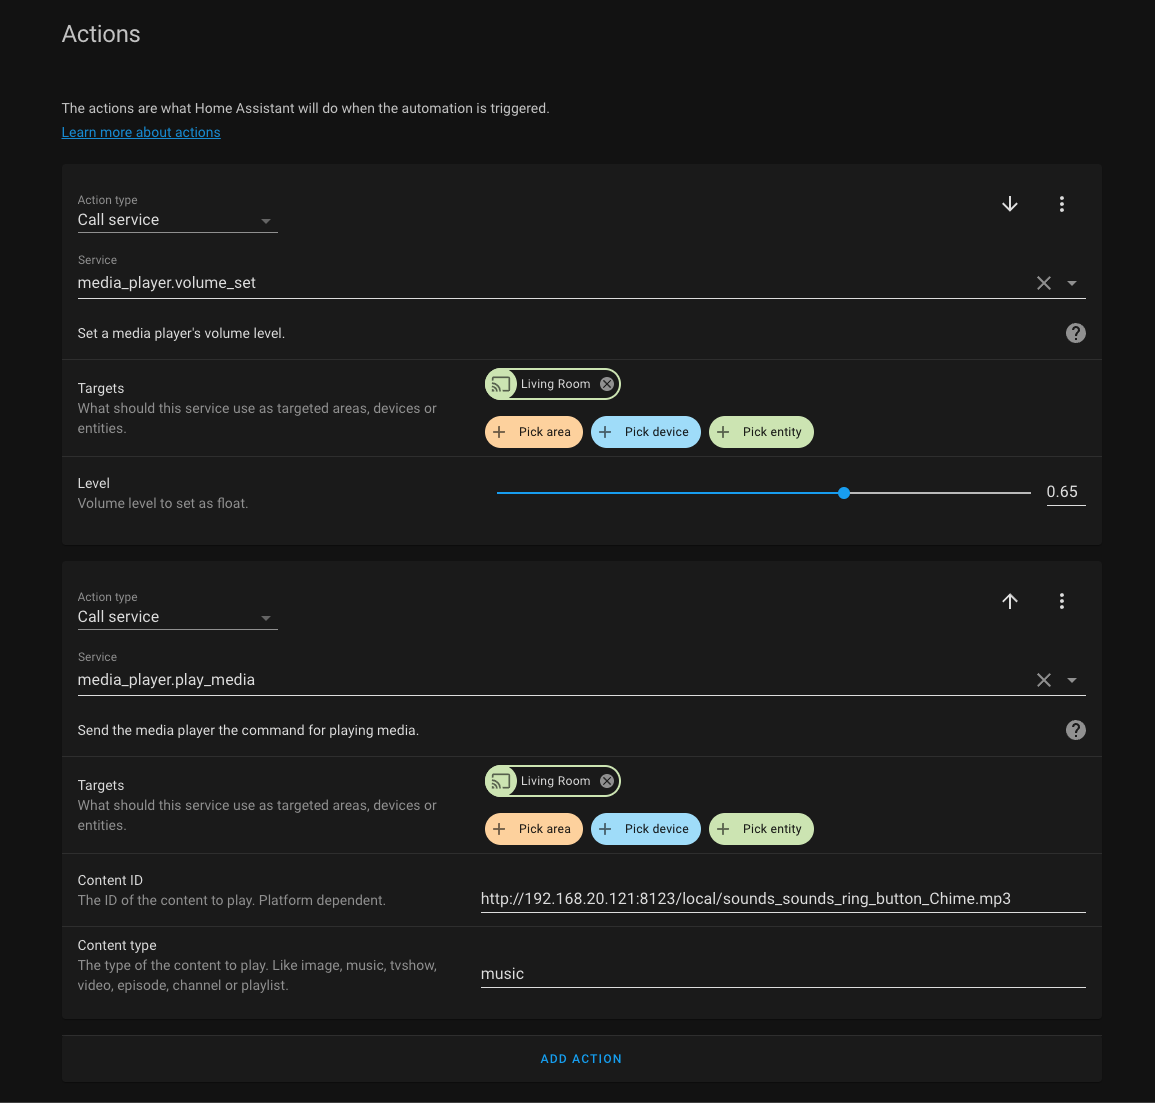 Actions
The actions are what Home Assistant will do when the automation is triggered.
Learn more about actions
Action type
Call service
Service
media_player.volume_set
Set a media player's volume level.
Targets
What should this service use as targeted areas, devices or
entities.
Living Room
Pick area
Pick device
Pick entity
Level
Volume level to set as float.
0.65
Action type
Call service
Service
media_player.play_media
Send the media player the command for playing media.
Targets
What should this service use as targeted areas, devices or
entities.
Living Room
Pick area
Pick device
Pick entity
Content ID
The ID of the content to play. Platform dependent.
http://192.168.20.121:8123/local/sounds_sounds_ring_button_Chime.mp3
Content type
The type of the content to play. Like image, music, tvshow,
video, episode, channel or playlist.
music
ADD ACTION